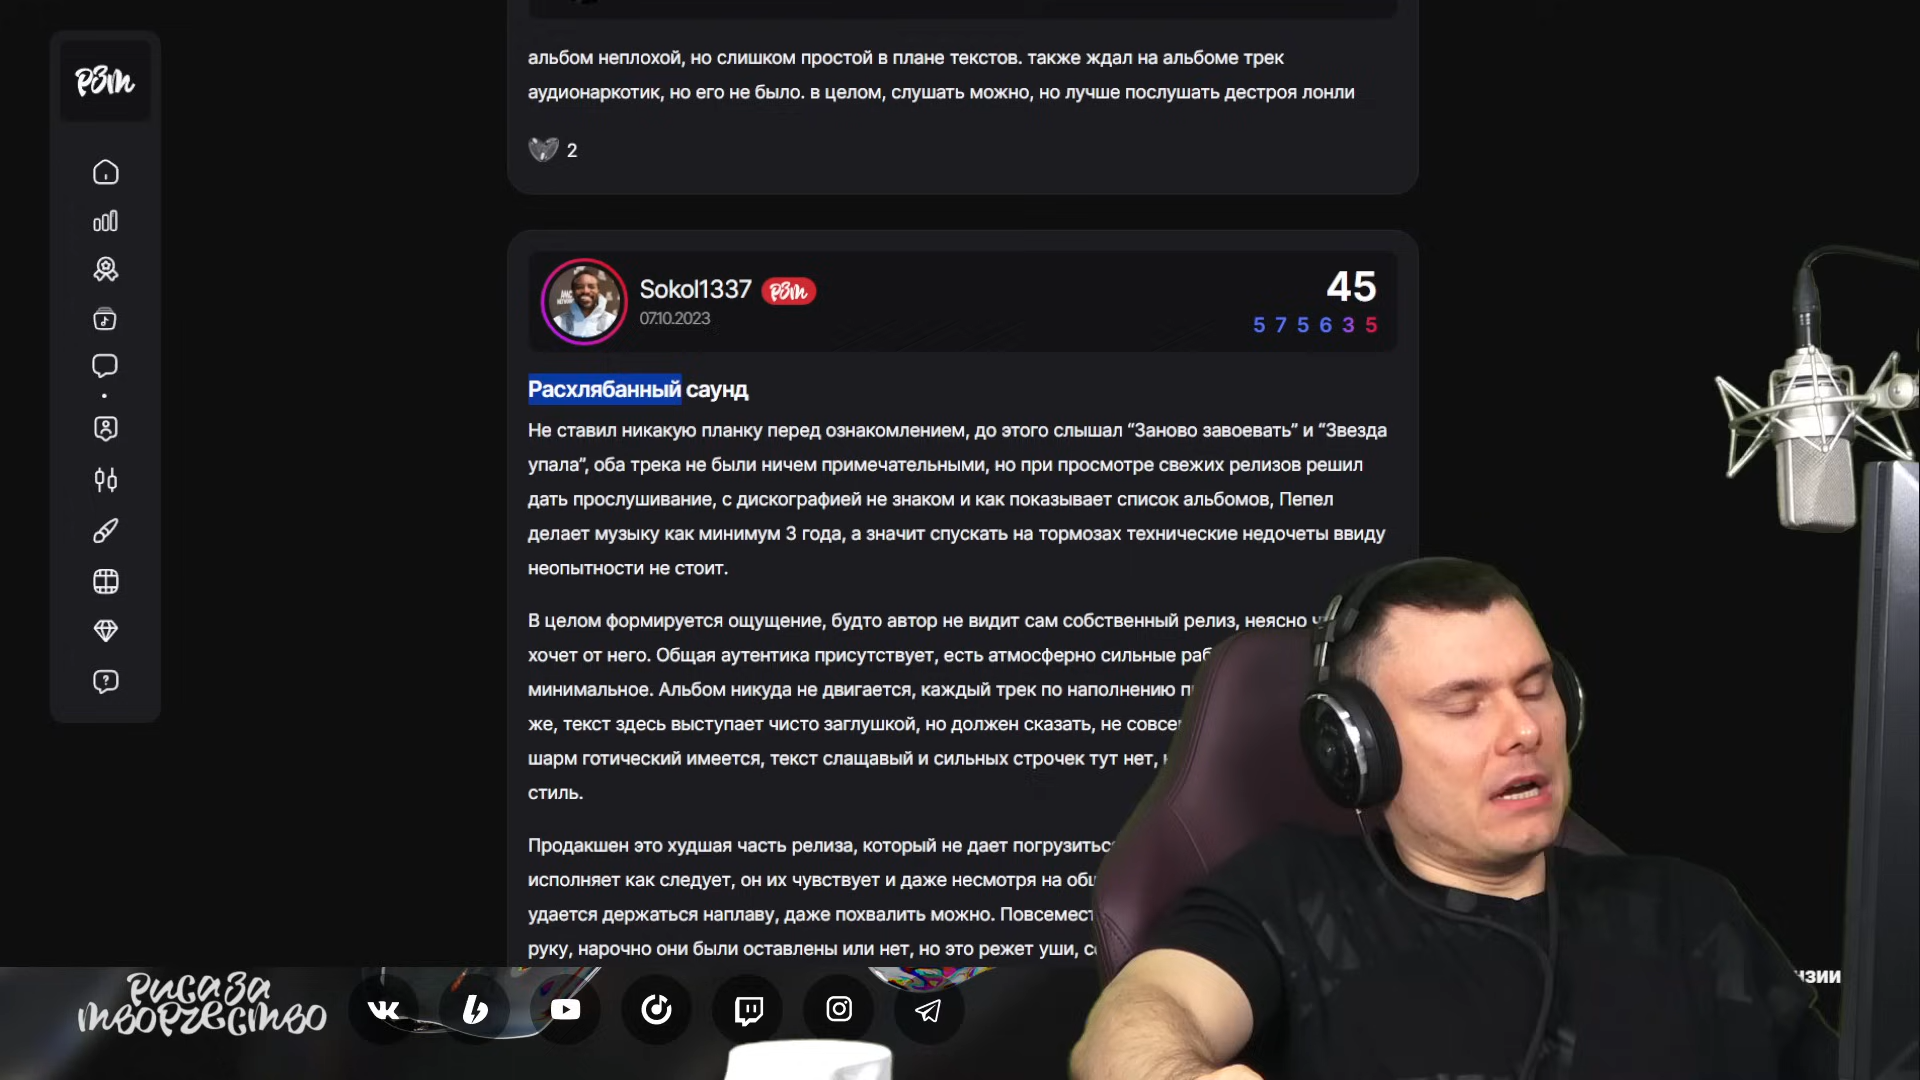 альбом неплохой, но слишком простой в плане текстов. также ждал на альбоме трек
аудионаркотик, но его не было. в целом, слушать можно, но лучше послушать дестроя лонли
2
РЗТ
Sokol1337 РЗТ
07.10.2023
45
5 7 5 6 3 5
Расхлябанный саунд
Не ставил никакую планку перед ознакомлением, до этого слышал “Заново завоевать” и “Звезда
упала”, оба трека не были ничем примечательными, но при просмотре свежих релизов решил
дать прослушивание, с дискографией не знаком и как показывает список альбомов, Пепел
делает музыку как минимум 3 года, а значит спускать на тормозах технические недочеты ввиду
неопытности не стоит.
В целом формируется ощущение, будто автор не видит сам собственный релиз, неясно
хочет от него. Общая аутентика присутствует, есть атмосферно сильные
минимальное. Альбом никуда не двигается, каждый трек по наполнению
же, текст здесь выступает чисто заглушкой, но должен сказать, не
шарм готический имеется, текст слащавый и сильных строчек тут нет,
стиль.
Продакшен это худшая часть релиза, который не дает
исполняет как следует, он их чувствует и даже несмотря на
удается держаться наплаву, даже похвалить можно.
руку, нарочно они были оставлены или нет, но это режет уши,
РИСАЗА
ТВОРЧЕСТВО